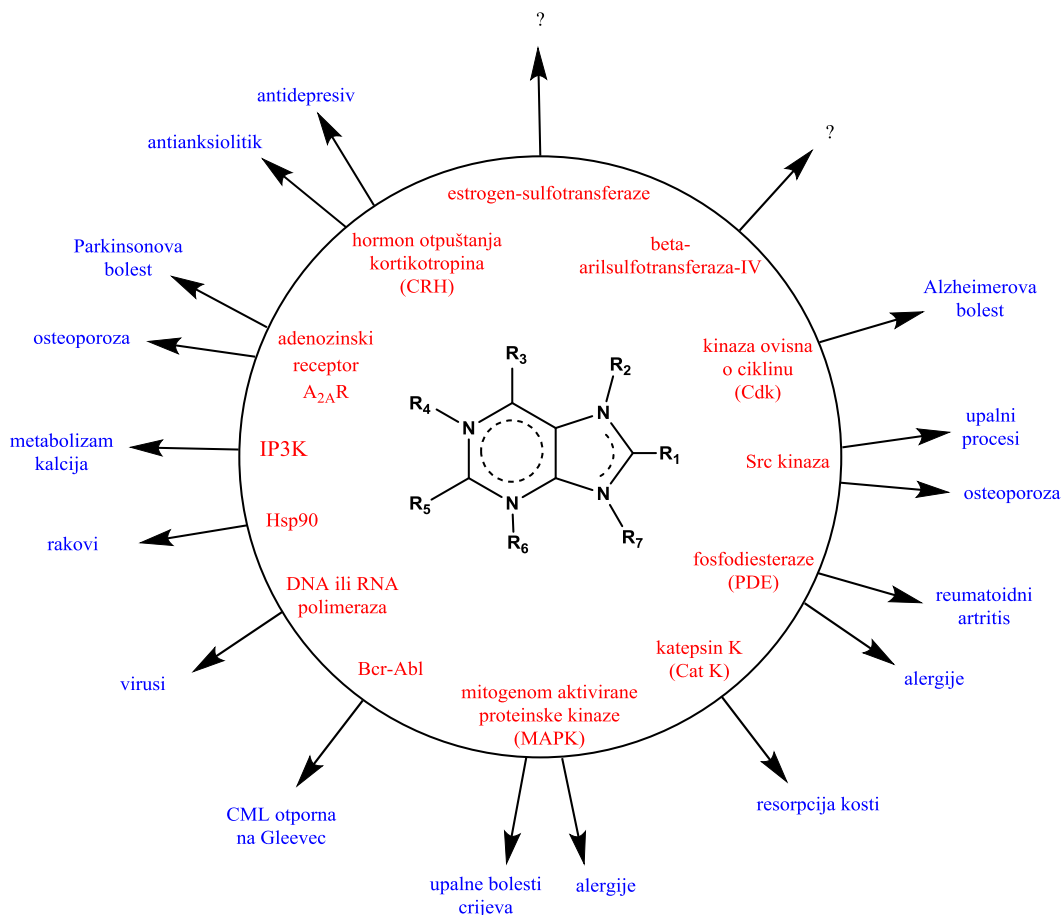 ?
antidepresiv
?
antianksiolitik
estrogen-sulfotransferaze
hormon otpuštanja
kortikotropina
(CRH)
beta-
arilsulfotransferaza-IV
Parkinsonova
bolest
Alzheimerova
bolest
osteoporoza
adenozinski
receptor
A2AR
kinaza ovisna
o ciklinu
(Cdk)
R3
R2
R4
N
N
R1
R5
N
N
R6
R7
metabolizam
kalcija
IP3K
Src kinaza
upalni
procesi
osteoporoza
Hsp90
rakovi
fosfodiesteraze
(PDE)
reumatoidni
artritis
DNA ili RNA
polimeraza
virusi
katepsin K
(Cat K)
alergije
Bcr-Abl
mitogenom aktivirane
proteinske kinaze
(MAPK)
CML otporna
na Gleevec
resorpcija kosti
upalne bolesti
crijeva
alergije